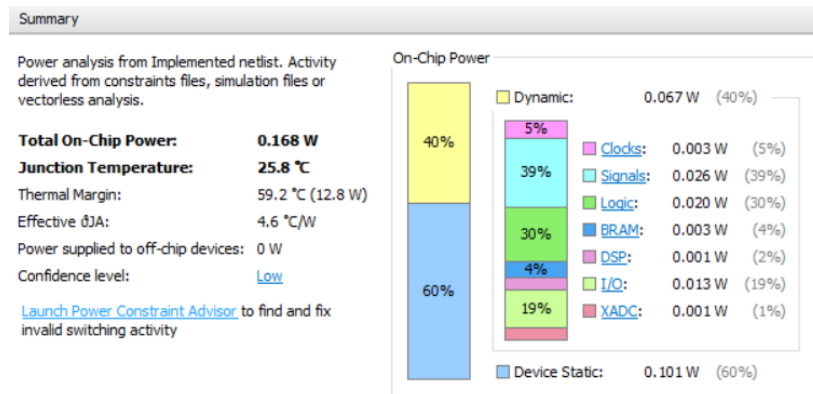 Summary
Power analysis from Implemented netlist. Activity
derived from constraints files, simulation files or
vectorless analysis.
Total On-Chip Power: 0.168 W
Junction Temperature: 25.8 °C
Thermal Margin: 59.2 °C (12.8 W)
Effective ϑJA: 4.6 °C/W
Power supplied to off-chip devices: 0 W
Confidence level: Low
Launch Power Constraint Advisor to find and fix
invalid switching activity
On-Chip Power
40%
60%
Dynamic: 0.067 W (40%)
5%
39%
30%
4%
19%
Clocks: 0.003 W (5%)
Signals: 0.026 W (39%)
Logic: 0.020 W (30%)
BRAM: 0.003 W (4%)
DSP: 0.001 W (2%)
I/O: 0.013 W (19%)
XADC: 0.001 W (1%)
Device Static: 0.101 W (60%)